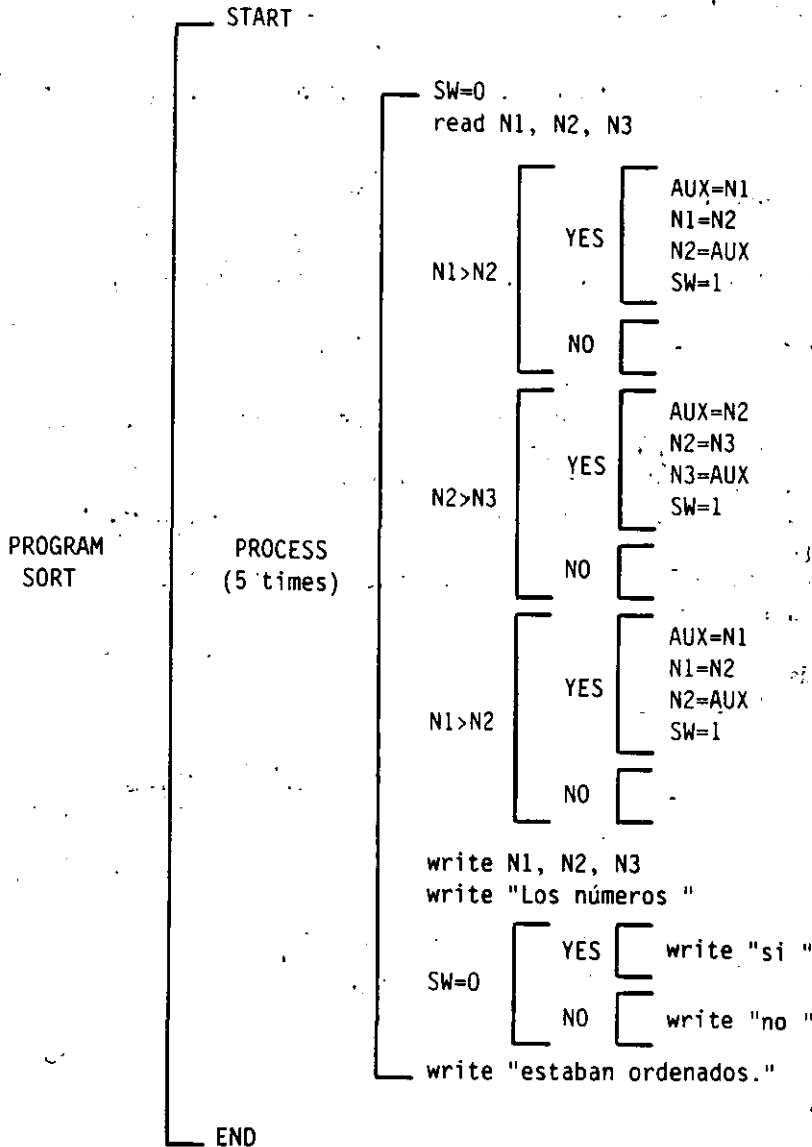 START
SW=0
read N1, N2, N3
N1>N2
YES
AUX=N1
N1=N2
N2=AUX
SW=1
NO
-
N2>N3
YES
AUX=N2
N2=N3
N3=AUX
SW=1
NO
-
PROGRAM
SORT
PROCESS
(5 times)
N1>N2
YES
AUX=N1
N1=N2
N2=AUX
SW=1
NO
-
write N1, N2, N3
write "Los números "
SW=0
YES
write "si "
NO
write "no "
write "estaban ordenados."
END